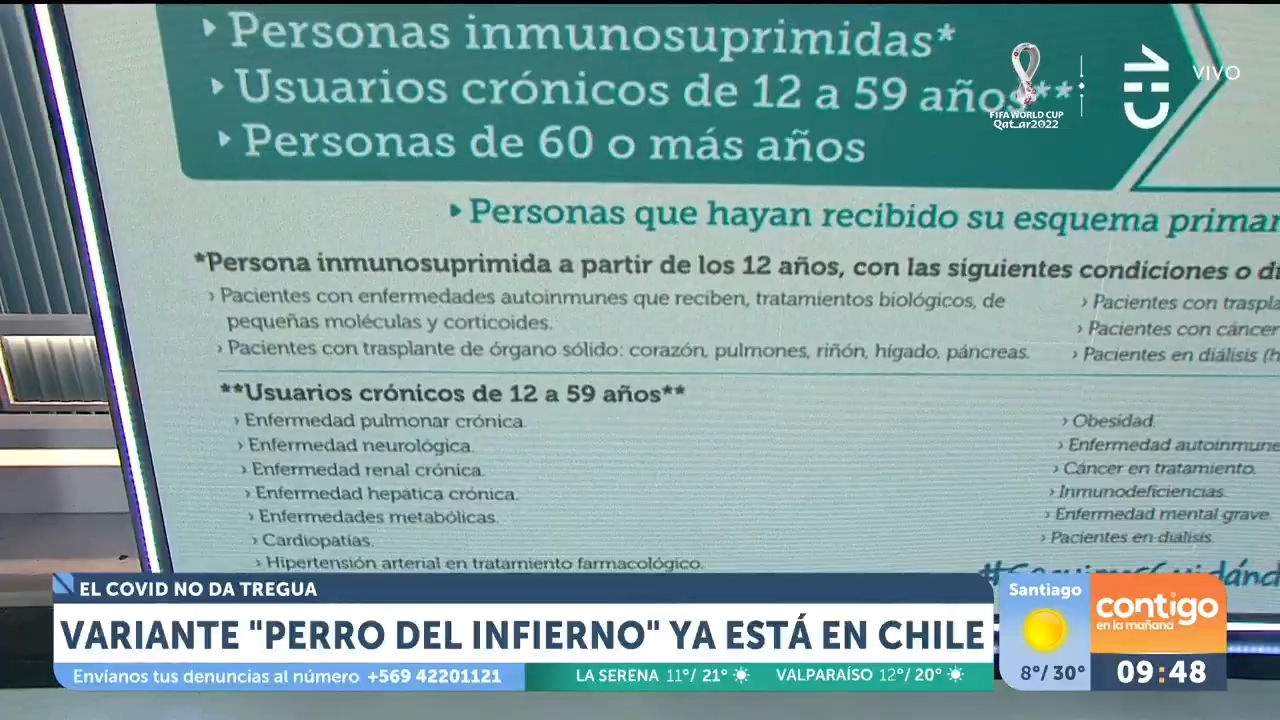 Personas inmunosuprimidas*
Usuarios crónicos de 12 a 59 años**
Personas de 60 o más años
FIFA WORLD CUP
Qatar2022
CHV
VIVO
Personas que hayan recibido su esquema
*Persona inmunosuprimida a partir de los 12 años, con las siguientes condiciones o
› Pacientes con enfermedades autoinmunes que reciben, tratamientos biológicos, de
pequeñas moléculas y corticoides.
› Pacientes con trasplante de órgano sólido: corazón, pulmones, riñón, hígado, páncreas.
› Pacientes con
› Pacientes con cáncer
› Pacientes en diálisis
**Usuarios crónicos de 12 a 59 años**
› Enfermedad pulmonar crónica.
› Enfermedad neurológica.
› Enfermedad renal crónica.
› Enfermedad hepática crónica.
› Enfermedades metabólicas.
› Cardiopatías.
› Hipertensión arterial en tratamiento farmacológico.
› Obesidad.
› Enfermedad autoinmune
› Cáncer en tratamiento.
› Inmunodeficiencias.
› Enfermedad mental grave.
› Pacientes en diálisis.
EL COVID NO DA TREGUA
VARIANTE "PERRO DEL INFIERNO" YA ESTÁ EN CHILE
Envíanos tus denuncias al número +569 42201121
LA SERENA 11°/ 21° VALPARAÍSO 12°/ 20°
Santiago
8°/ 30°
contigo
en la mañana
09:48